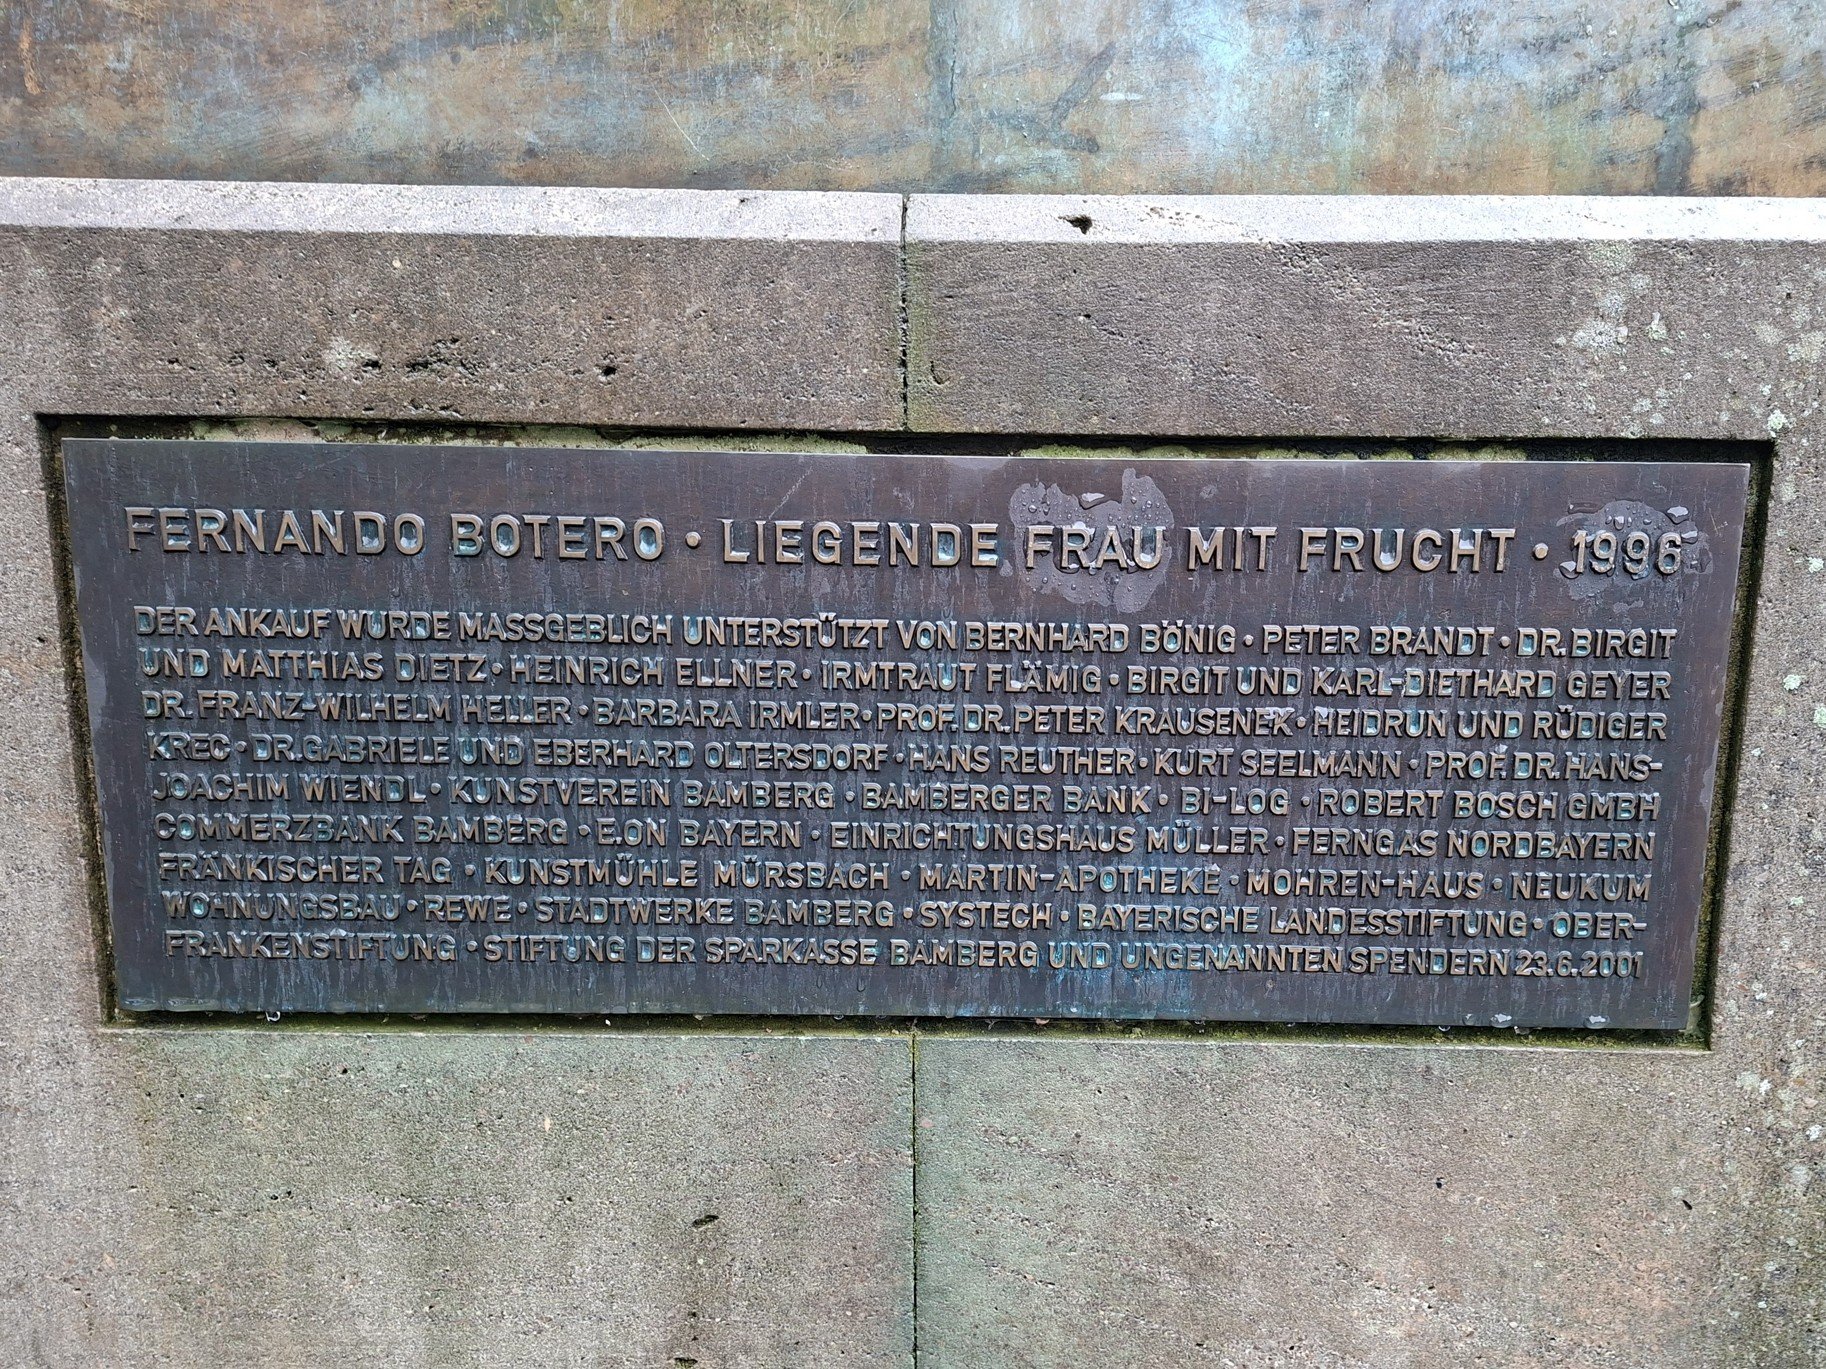 FERNANDO BOTERO · LIEGENDE FRAU MIT FRUCHT · 1996
DER ANKAUF WURDE MASSGEBLICH UNTERSTÜTZT VON BERNHARD BÖNIG · PETER BRANDT · DR. BIRGIT
UND MATTHIAS DIETZ · HEINRICH ELLNER · IRMTRAUT FLÄMIG · BIRGIT UND KARL-DIETHARD GEYER
DR. FRANZ-WILHELM HELLER · BARBARA IRMLER · PROF. DR. PETER KRAUSENEK · HEIDRUN UND RÜDIGER
KREC · DR. GABRIELE UND EBERHARD OLTERSDORF · HANS REUTHER · KURT SEELMANN · PROF. DR. HANS-
JOACHIM WIENDL · KUNSTVEREIN BAMBERG · BAMBERGER BANK · BI-LOG · ROBERT BOSCH GMBH
COMMERZBANK BAMBERG · E.ON BAYERN · EINRICHTUNGSHAUS MÜLLER · FERNGAS NORDBAYERN
FRÄNKISCHER TAG · KUNSTMÜHLE MÜRSBACH · MARTIN-APOTHEKE · MOHREN-HAUS · NEUKUM
WOHNUNGSBAU · REWE · STADTWERKE BAMBERG · SYSTECH · BAYERISCHE LANDESSTIFTUNG · OBER-
FRANKENSTIFTUNG · STIFTUNG DER SPARKASSE BAMBERG UND UNGENANNTEN SPENDERN 23.6.2001